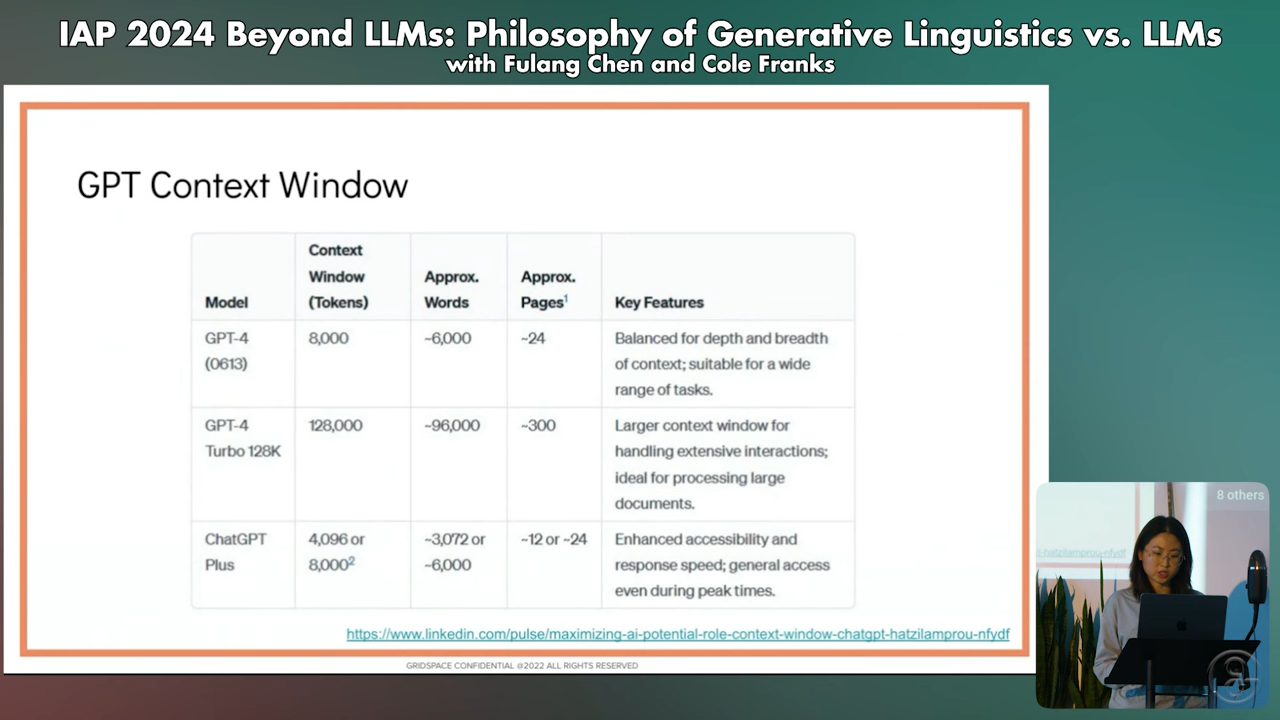 IAP 2024 Beyond LLMs: Philosophy of Generative Linguistics vs. LLMs
with Fulang Chen and Cole Franks
GPT Context Window
Model
Context
Window
(Tokens)
Approx.
Words
Approx.
Pages¹
Key Features
GPT-4
(0613)
8,000
~6,000
~24
Balanced for depth and breadth
of context; suitable for a wide
range of tasks.
GPT-4
Turbo 128K
128,000
~96,000
~300
Larger context window for
handling extensive interactions;
ideal for processing large
documents.
ChatGPT
Plus
4,096 or
8,000²
~3,072 or
~6,000
~12 or ~24
Enhanced accessibility and
response speed; general access
even during peak times.
https://www.linkedin.com/pulse/maximizing-ai-potential-role-context-window-chatgpt-hatzilamprou-nfydf
GRIDSPACE CONFIDENTIAL @2022 ALL RIGHTS RESERVED
8 others
t-hatzilamprou-nfydf